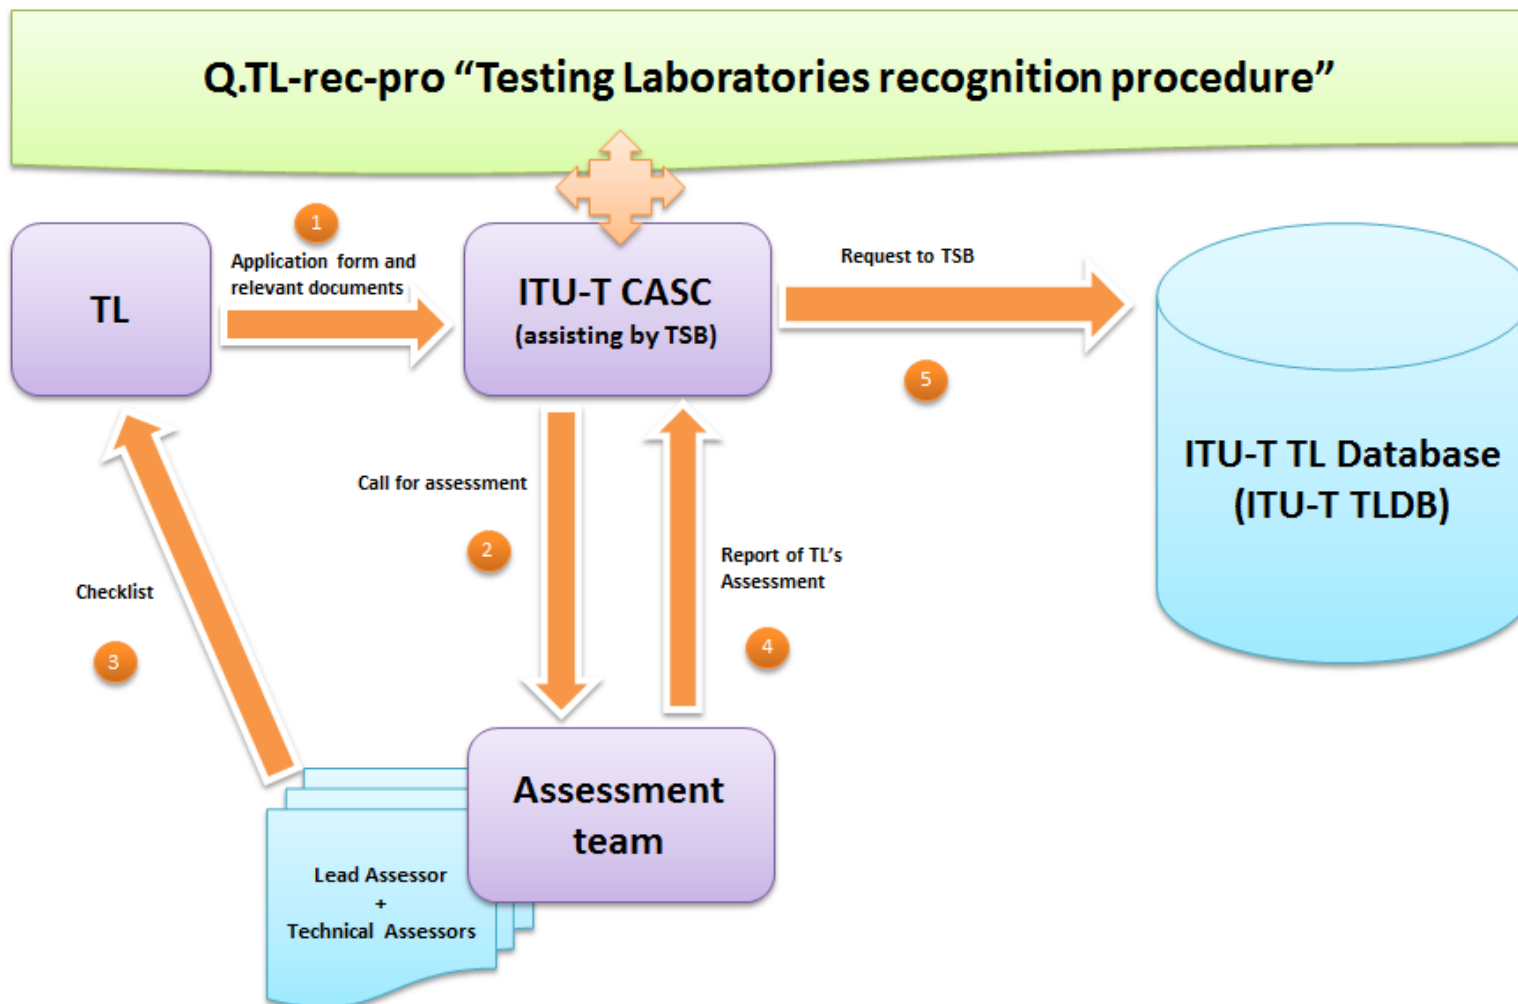 Q.TL-rec-pro “Testing Laboratories recognition procedure”
1
Application form and
relevant documents
TL
ITU-T CASC
(assisting by TSB)
Request to TSB
5
ITU-T TL Database
(ITU-T TLDB)
Call for assessment
2
Report of TL’s
Assessment
4
Checklist
3
Assessment
team
Lead Assessor
+
Technical Assessors